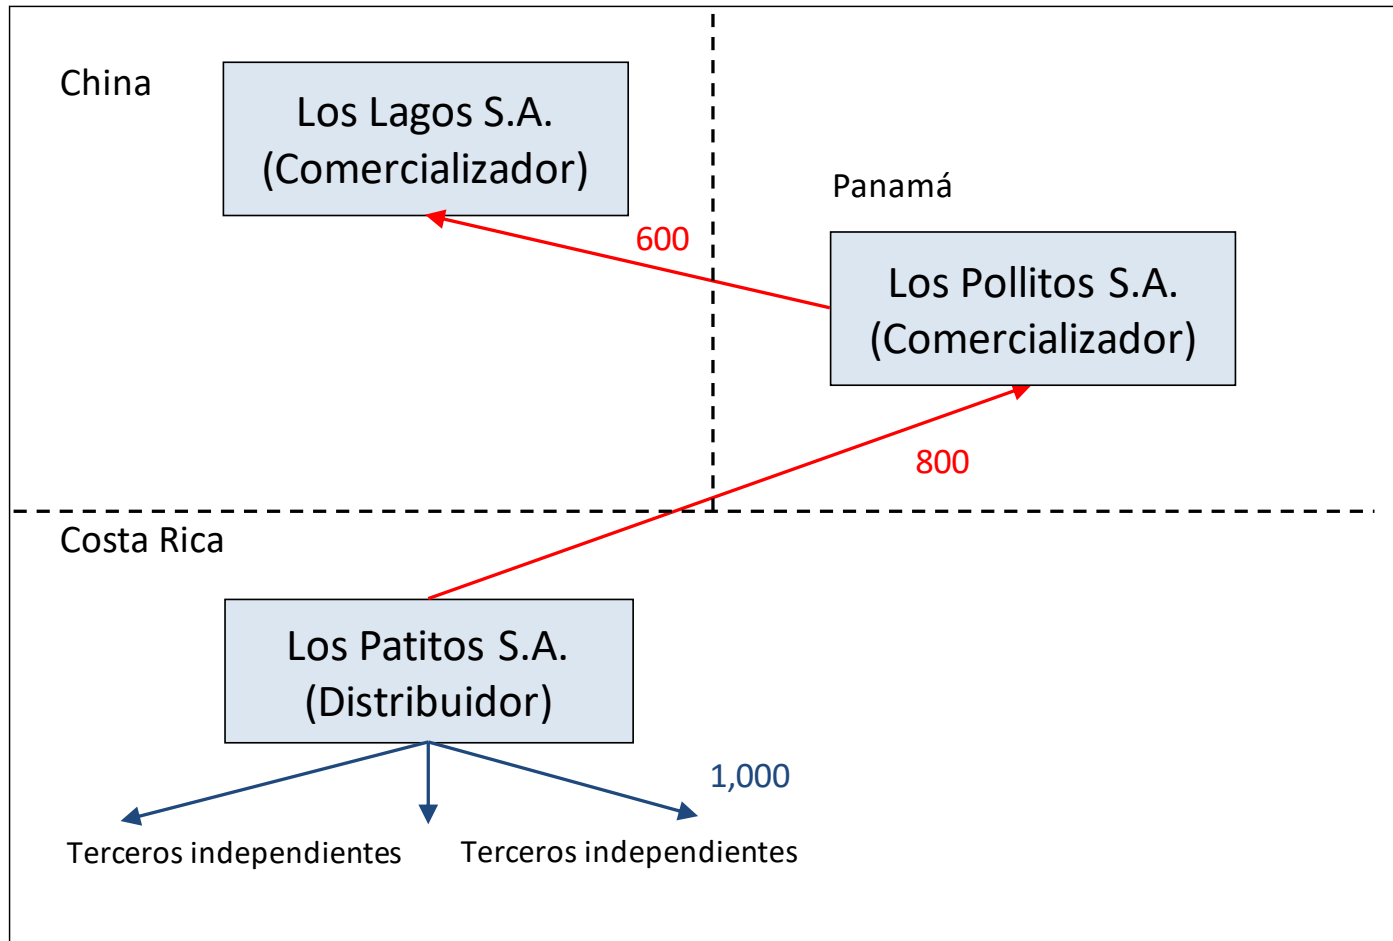 China
Los Lagos S.A.
(Comercializador)
Panamá
600
Los Pollitos S.A.
(Comercializador)
800
Costa Rica
Los Patitos S.A.
(Distribuidor)
1,000
Terceros independientes
Terceros independientes